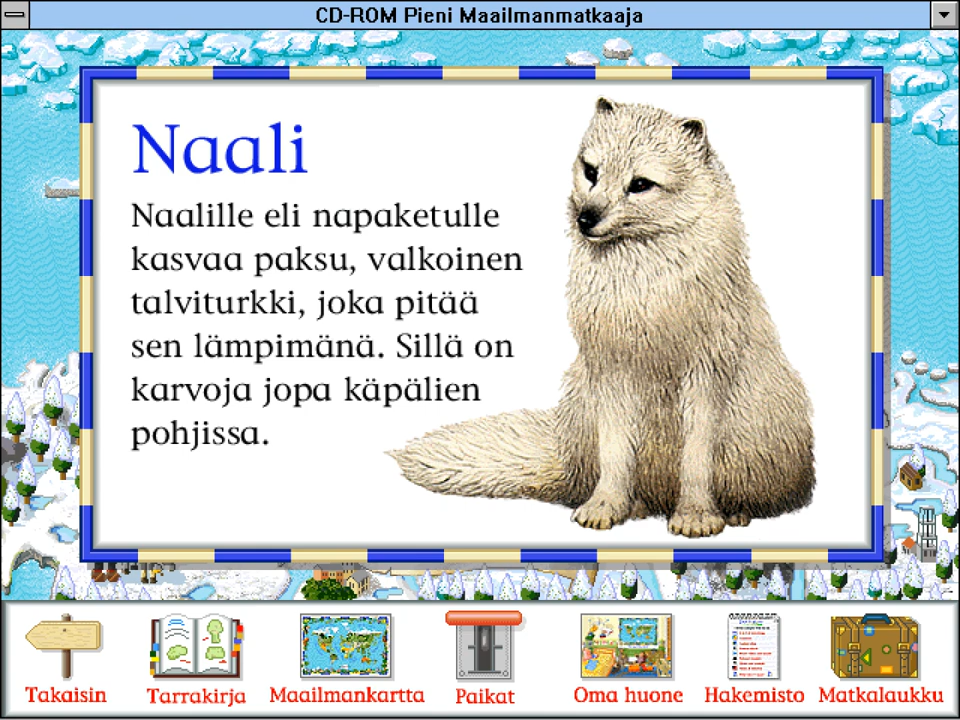 CD-ROM Pieni Maailmanmatkaaja
Naali
Naalille eli napaketulle
kasvaa paksu, valkoinen
talviturkki, joka pitää
sen lämpimänä. Sillä on
karvoja jopa käpälien
pohjissa.
Takaisin
Tarrakirja
Maailmankartta
Paikat
Oma huone
Hakemisto
Matkalaukku